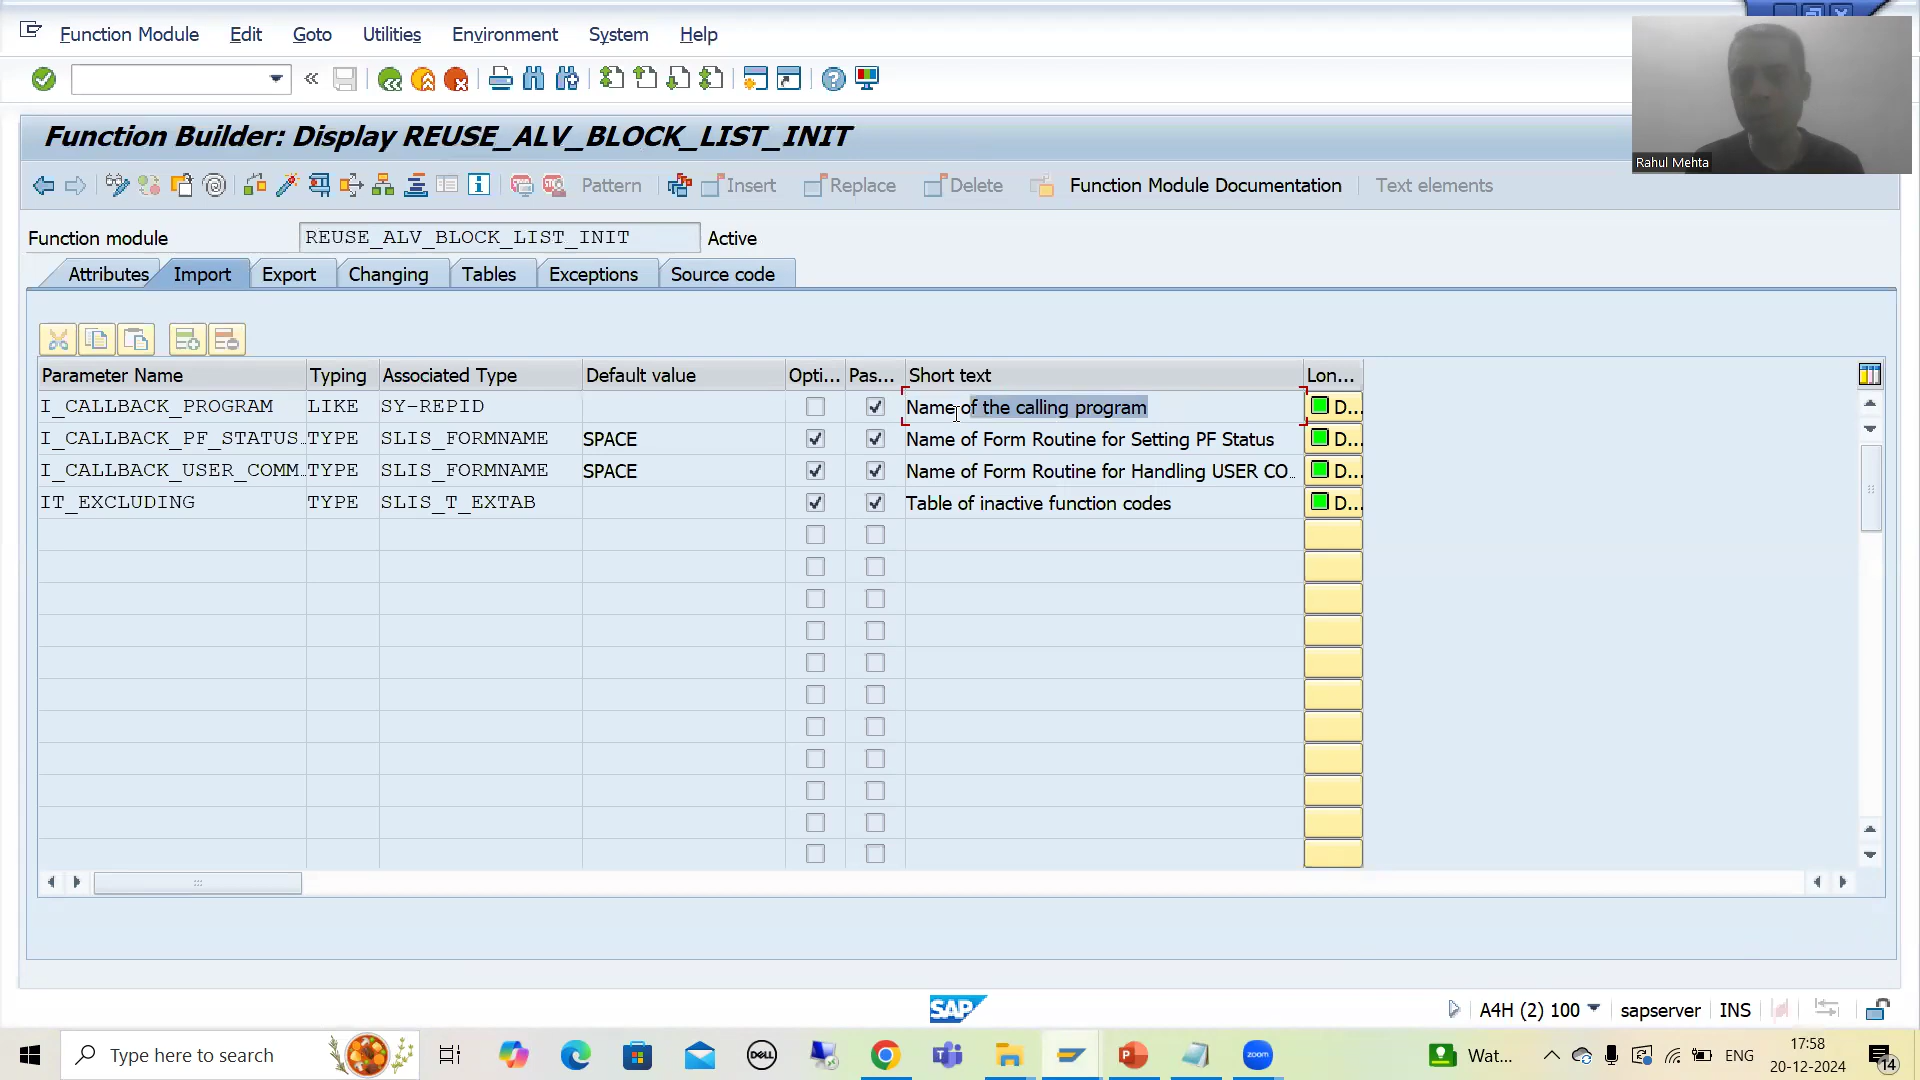 Function Module Edit Goto Utilities Environment System Help
Rahul Mehta
Function Builder: Display REUSE_ALV_BLOCK_LIST_INIT
Pattern Insert Replace Delete Function Module Documentation Text elements
Function module REUSE_ALV_BLOCK_LIST_INIT Active
Attributes Import Export Changing Tables Exceptions Source code
Parameter Name Typing Associated Type Default value Opti... Pas... Short text Lon...
I_CALLBACK_PROGRAM LIKE SY-REPID Name of the calling program D...
I_CALLBACK_PF_STATUS... TYPE SLIS_FORMNAME SPACE Name of Form Routine for Setting PF Status D...
I_CALLBACK_USER_COMM... TYPE SLIS_FORMNAME SPACE Name of Form Routine for Handling USER CO... D...
IT_EXCLUDING TYPE SLIS_T_EXTAB Table of inactive function codes D...
SAP
A4H (2) 100 sapserver INS
Type here to search DELL zoom Wat... ENG 17:58
20-12-2024 14